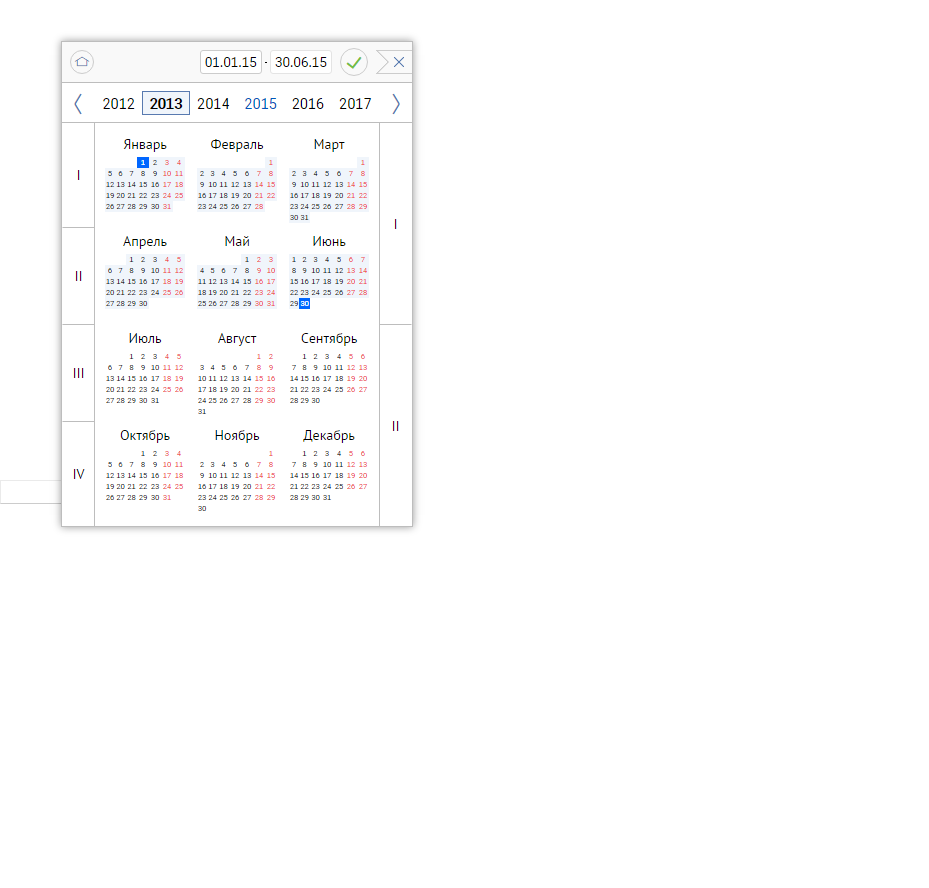 01.01.15 - 30.06.15
2012 2013 2014 2015 2016 2017
I
Январь Февраль Март
1 2 3 4 1 1
5 6 7 8 9 10 11 2 3 4 5 6 7 8 2 3 4 5 6 7 8
12 13 14 15 16 17 18 9 10 11 12 13 14 15 9 10 11 12 13 14 15
19 20 21 22 23 24 25 16 17 18 19 20 21 22 16 17 18 19 20 21 22
26 27 28 29 30 31 23 24 25 26 27 28 23 24 25 26 27 28 29
30 31
I
II
Апрель Май Июнь
1 2 3 4 5 1 2 3 1 2 3 4 5 6 7
6 7 8 9 10 11 12 4 5 6 7 8 9 10 8 9 10 11 12 13 14
13 14 15 16 17 18 19 11 12 13 14 15 16 17 15 16 17 18 19 20 21
20 21 22 23 24 25 26 18 19 20 21 22 23 24 22 23 24 25 26 27 28
27 28 29 30 25 26 27 28 29 30 31 29 30
III
Июль Август Сентябрь
1 2 3 4 5 1 2 1 2 3 4 5 6
6 7 8 9 10 11 12 3 4 5 6 7 8 9 7 8 9 10 11 12 13
13 14 15 16 17 18 19 10 11 12 13 14 15 16 14 15 16 17 18 19 20
20 21 22 23 24 25 26 17 18 19 20 21 22 23 21 22 23 24 25 26 27
27 28 29 30 31 24 25 26 27 28 29 30 28 29 30
31
II
IV
Октябрь Ноябрь Декабрь
1 2 3 4 1 1 2 3 4 5 6
5 6 7 8 9 10 11 2 3 4 5 6 7 8 7 8 9 10 11 12 13
12 13 14 15 16 17 18 9 10 11 12 13 14 15 14 15 16 17 18 19 20
19 20 21 22 23 24 25 16 17 18 19 20 21 22 21 22 23 24 25 26 27
26 27 28 29 30 31 23 24 25 26 27 28 29 28 29 30 31
30